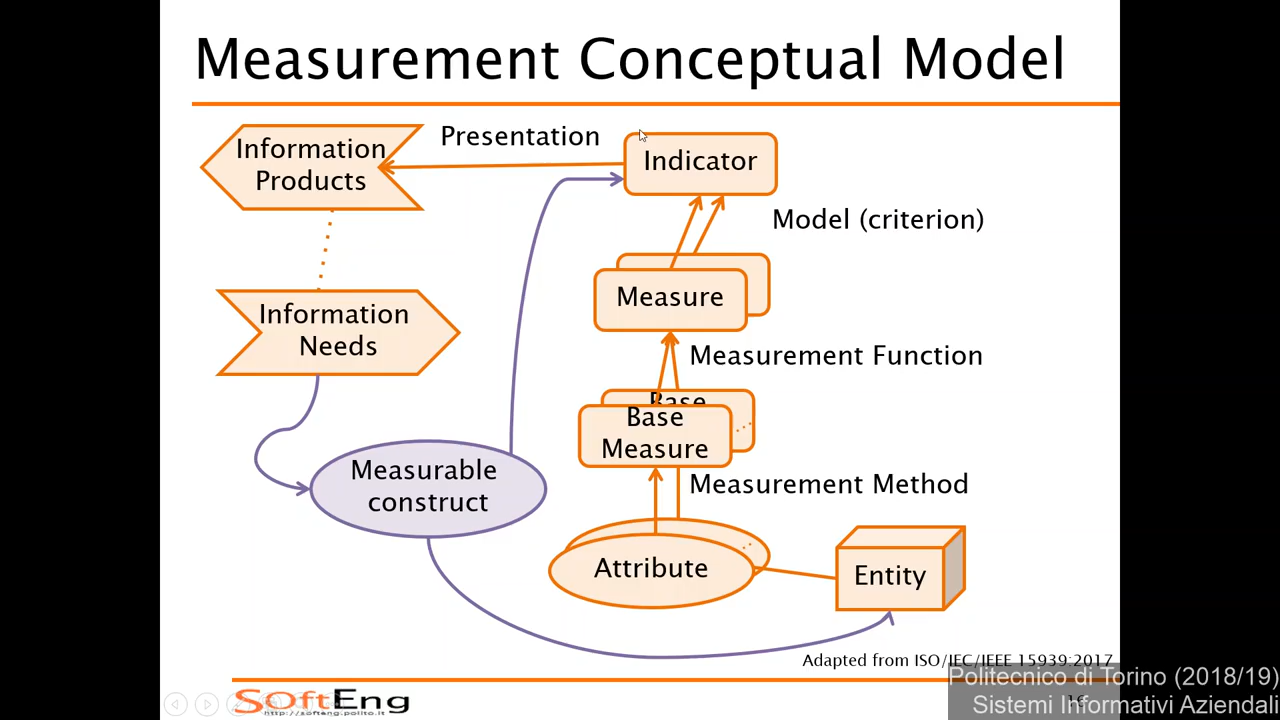 Measurement Conceptual Model
Information
Products
Presentation
Indicator
Model (criterion)
Information
Needs
Measure
Measurement Function
Base
Base
Measure
Measurable
construct
Measurement Method
Attribute
Entity
Adapted from ISO/IEC/IEEE 15939:2017
Politecnico di Torino (2018/19)
Sistemi Informativi Aziendali
SoftEng
http://softeng.polito.it